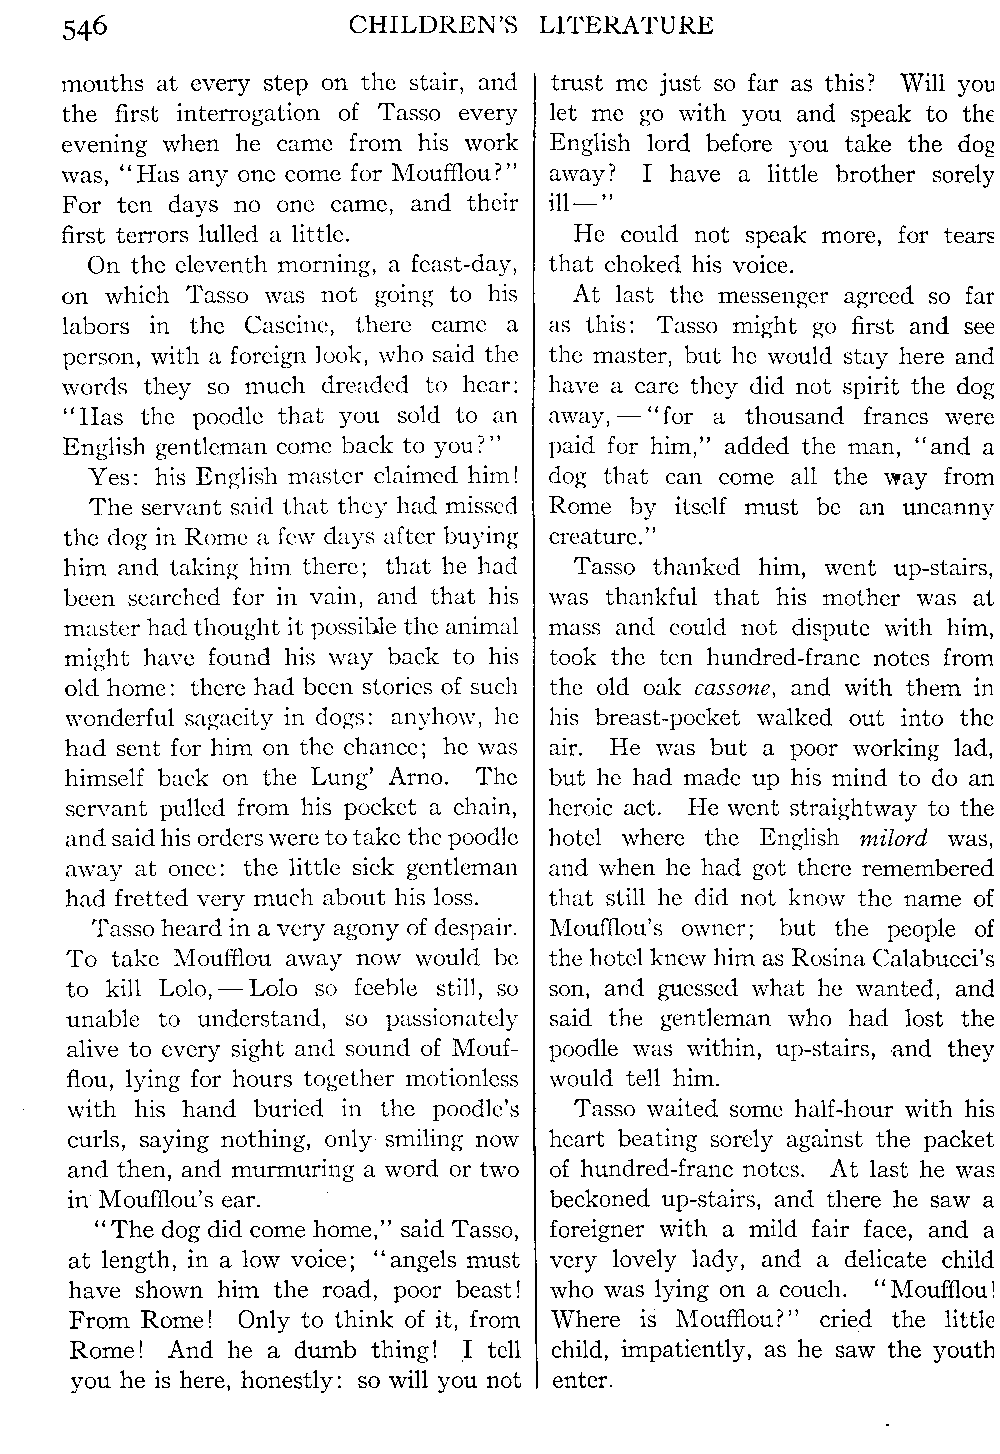 546 CHILDREN'S LITERATURE
mouths at every step on the stair, and
the first interrogation of Tasso every
evening when he came from his work
was, "Has any one come for Moufflou?"
For ten days no one came, and their
first terrors lulled a little.
On the eleventh morning, a feast-day,
on which Tasso was not going to his
labors in the Cascine, there came a
person, with a foreign look, who said the
words they so much dreaded to hear:
"Has the poodle that you sold to an
English gentleman come back to you?"
Yes: his English master claimed him!
The servant said that they had missed
the dog in Rome a few days after buying
him and taking him there; that he had
been searched for in vain, and that his
master had thought it possible the animal
might have found his way back to his
old home: there had been stories of such
wonderful sagacity in dogs: anyhow, he
had sent for him on the chance; he was
himself back on the Lung' Arno. The
servant pulled from his pocket a chain,
and said his orders were to take the poodle
away at once: the little sick gentleman
had fretted very much about his loss.
Tasso heard in a very agony of despair.
To take Moufflou away now would be
to kill Lolo,—Lolo so feeble still, so
unable to understand, so passionately
alive to every sight and sound of Mouf-
flou, lying for hours together motionless
with his hand buried in the poodle's
curls, saying nothing, only smiling now
and then, and murmuring a word or two
in Moufflou's ear.
"The dog did come home," said Tasso,
at length, in a low voice; "angels must
have shown him the road, poor beast!
From Rome! Only to think of it, from
Rome! And he a dumb thing! I tell
you he is here, honestly: so will you not
trust me just so far as this? Will you
let me go with you and speak to the
English lord before you take the dog
away? I have a little brother sorely
ill—"
He could not speak more, for tears
that choked his voice.
At last the messenger agreed so far
as this: Tasso might go first and see
the master, but he would stay here and
have a care they did not spirit the dog
away,—"for a thousand francs were
paid for him," added the man, "and a
dog that can come all the way from
Rome by itself must be an uncanny
creature."
Tasso thanked him, went up-stairs,
was thankful that his mother was at
mass and could not dispute with him,
took the ten hundred-franc notes from
the old oak cassone, and with them in
his breast-pocket walked out into the
air. He was but a poor working lad,
but he had made up his mind to do an
heroic act. He went straightway to the
hotel where the English milord was,
and when he had got there remembered
that still he did not know the name of
Moufflou's owner; but the people of
the hotel knew him as Rosina Calabucci's
son, and guessed what he wanted, and
said the gentleman who had lost the
poodle was within, up-stairs, and they
would tell him.
Tasso waited some half-hour with his
heart beating sorely against the packet
of hundred-franc notes. At last he was
beckoned up-stairs, and there he saw a
foreigner with a mild fair face, and a
very lovely lady, and a delicate child
who was lying on a couch. "Moufflou!
Where is Moufflou?" cried the little
child, impatiently, as he saw the youth
enter.